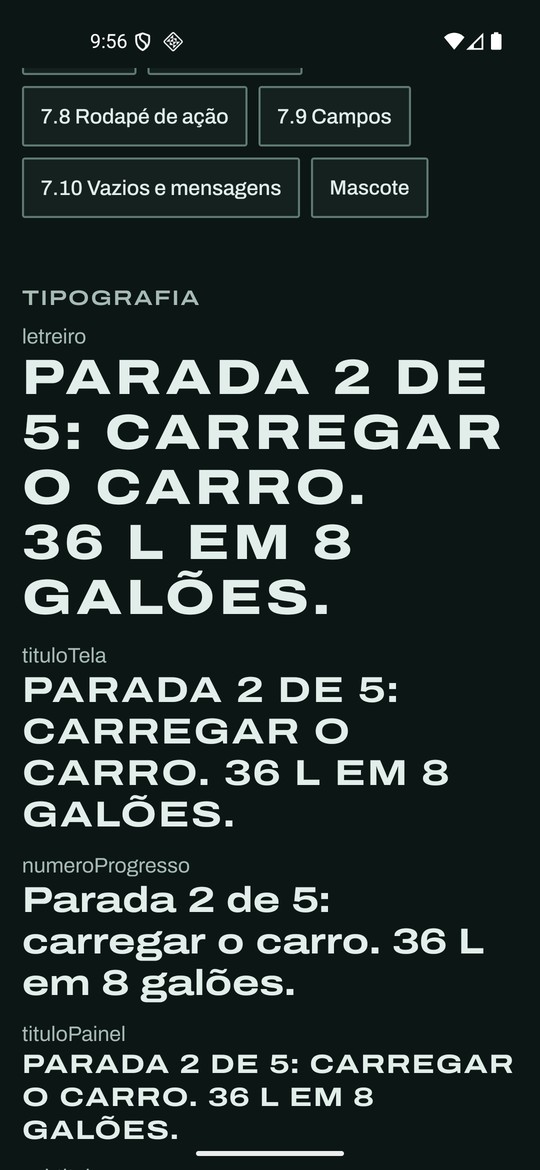 9:56
7.8 Rodapé de ação
7.9 Campos
7.10 Vazios e mensagens
Mascote
TIPOGRAFIA
letreiro
PARADA 2 DE
5: CARREGAR
O CARRO.
36 L EM 8
GALÕES.
tituloTela
PARADA 2 DE 5:
CARREGAR O
CARRO. 36 L EM 8
GALÕES.
numeroProgresso
Parada 2 de 5:
carregar o carro. 36 L
em 8 galões.
tituloPainel
PARADA 2 DE 5: CARREGAR
O CARRO. 36 L EM 8
GALÕES.